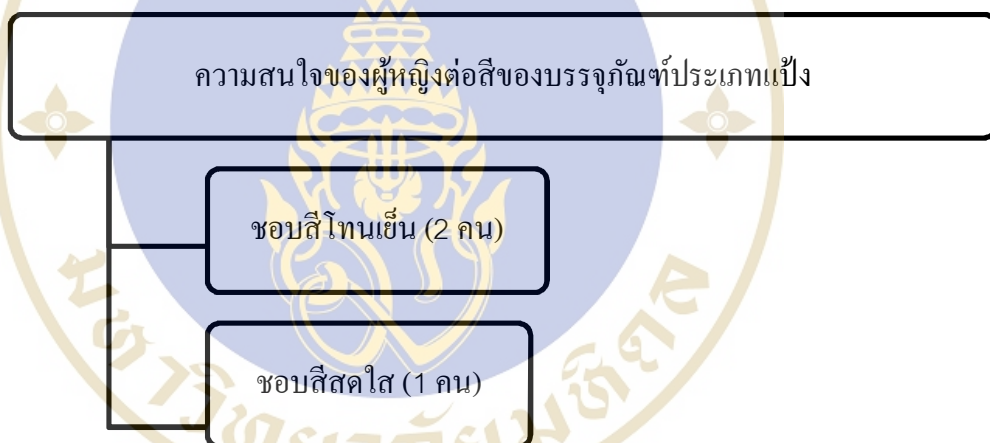 ความสนใจของผู้หญิงต่อสีของบรรจุภัณฑ์ประเภทแป้ง
ชอบสีโทนเย็น (2 คน)
ชอบสีสดใส (1 คน)